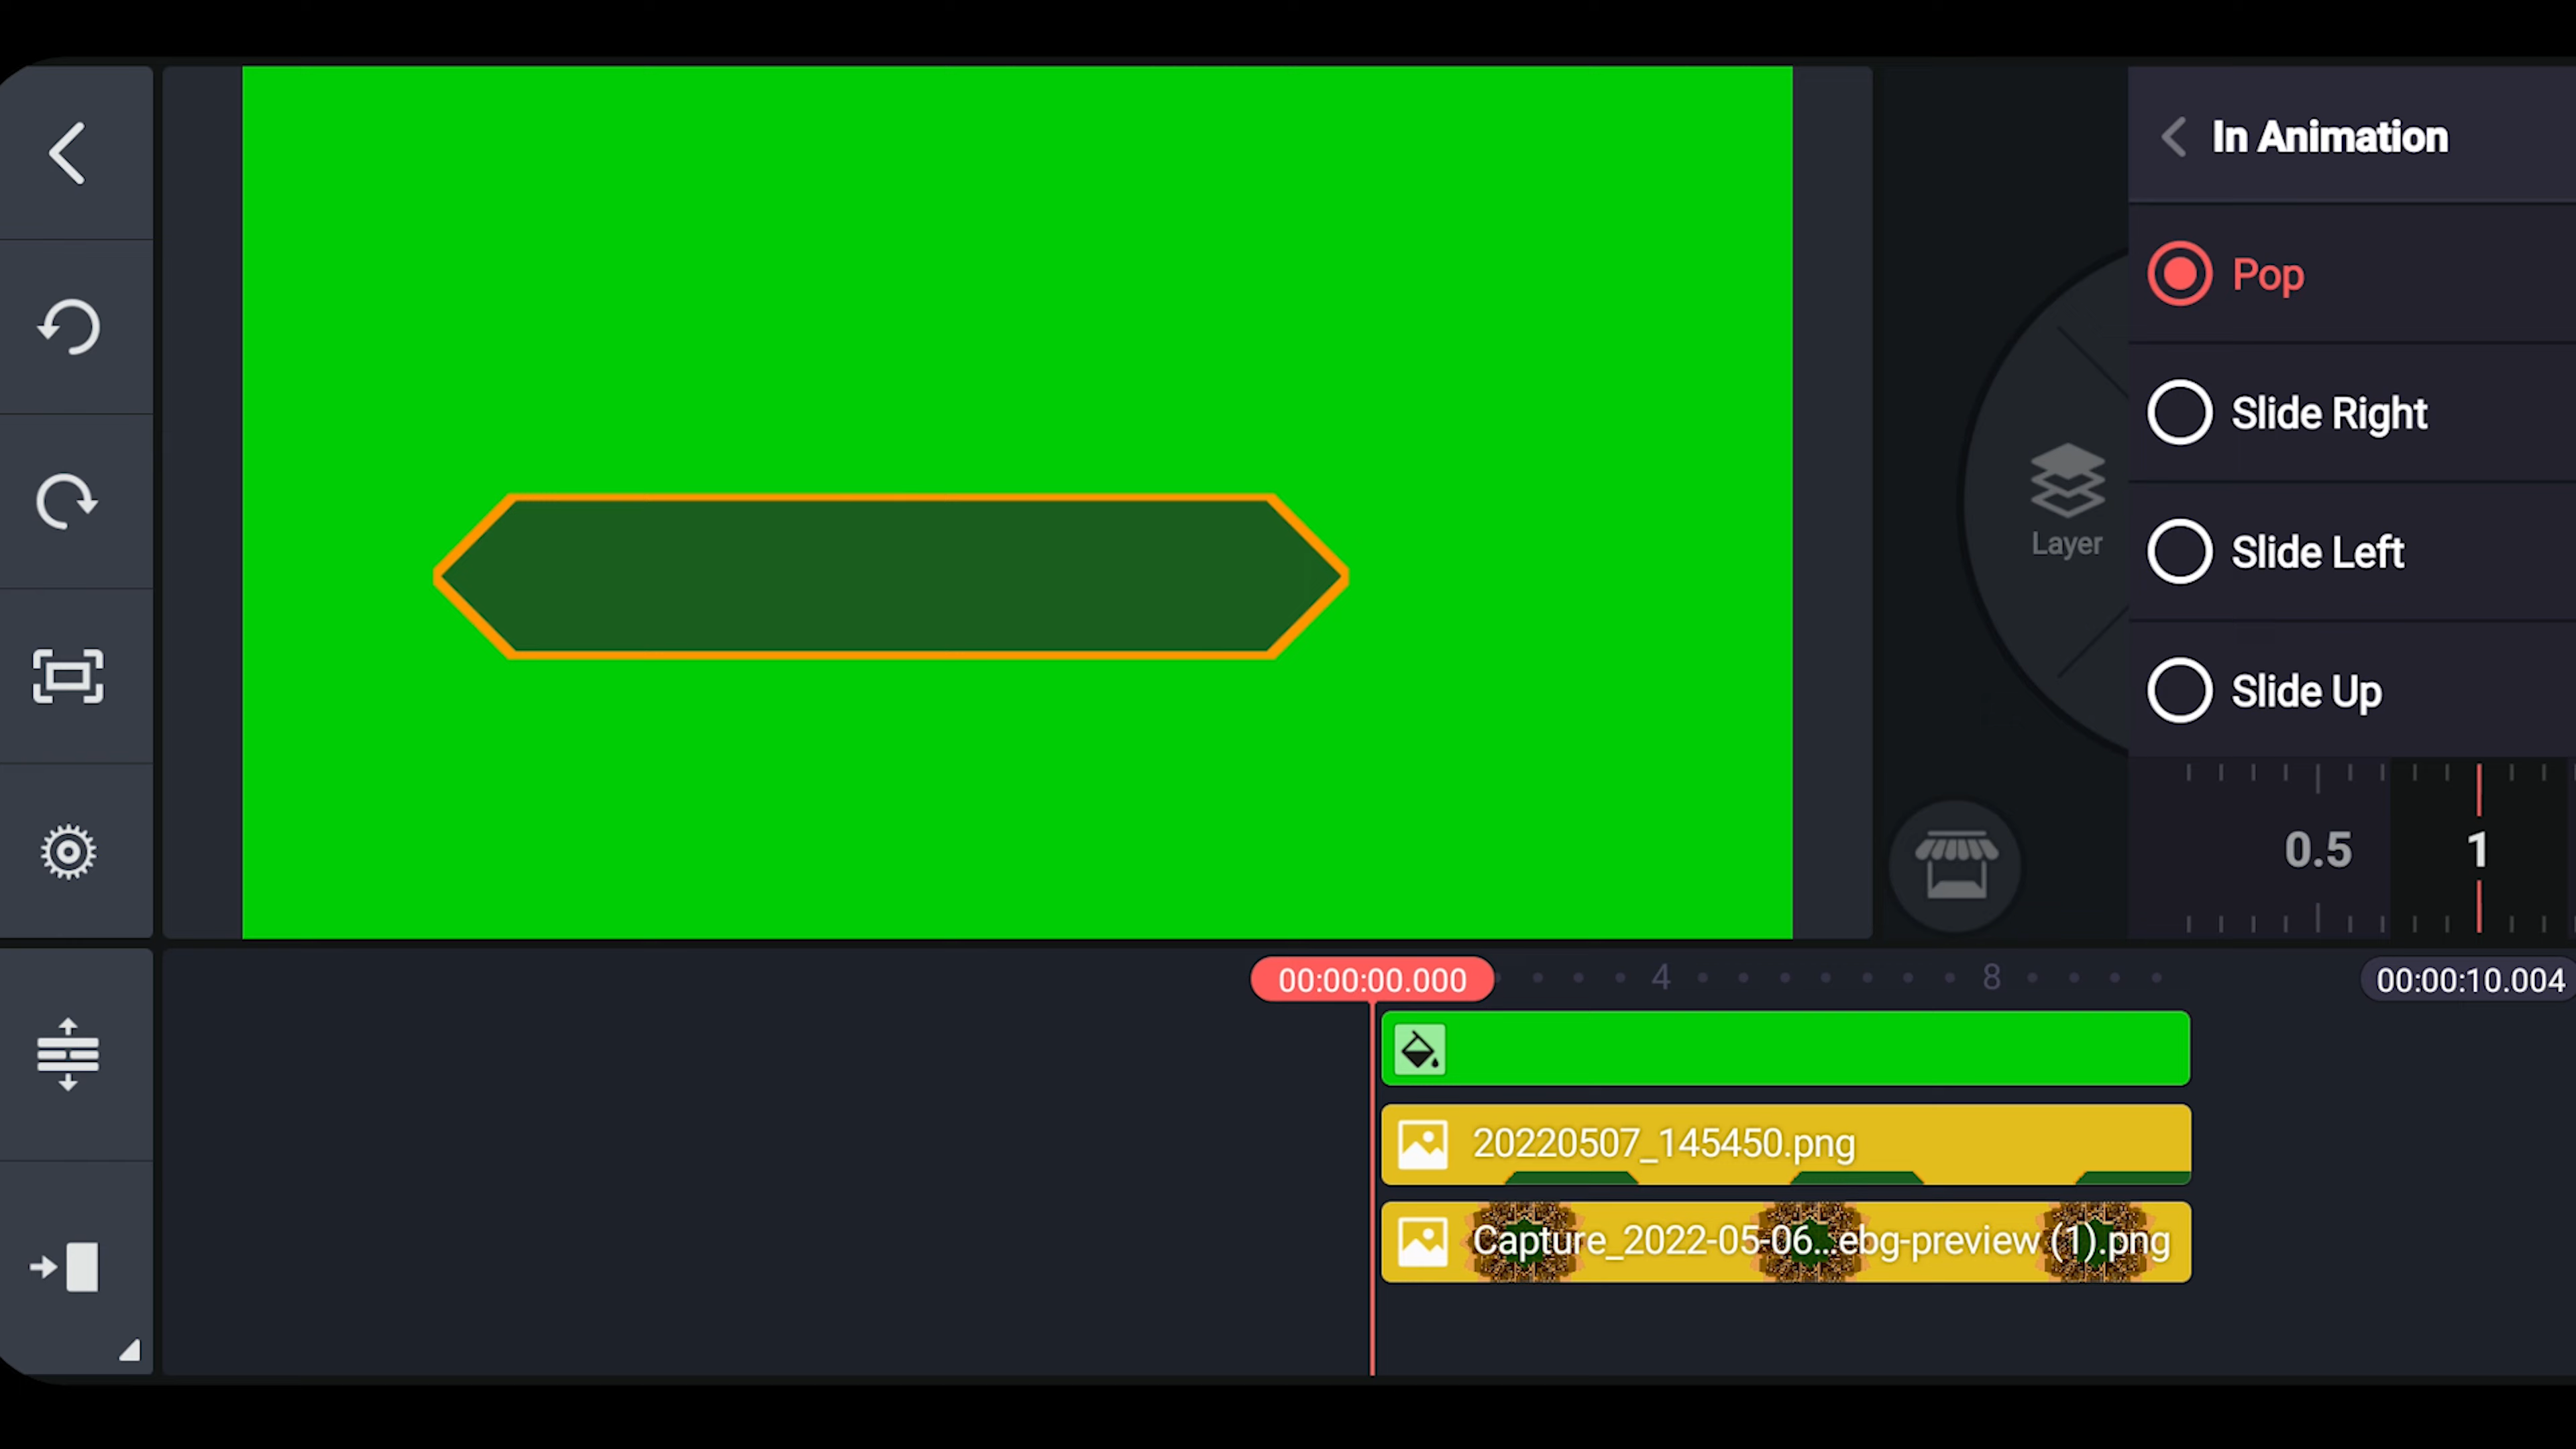 In Animation
Pop
Slide Right
Slide Left
Slide Up
Layer
0.5 1
00:00:00.000 4 8 00:00:10.004
20220507_145450.png
Capture_2022-05-06...ebg-preview (1).png